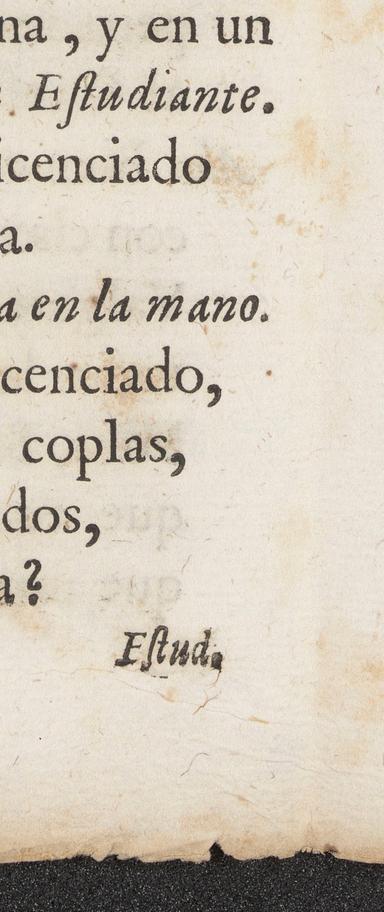 na , y en un
Eſtudiante.
icenciado
a.
a en la mano.
cenciado,
coplas,
dos,
a?
Eſtud.